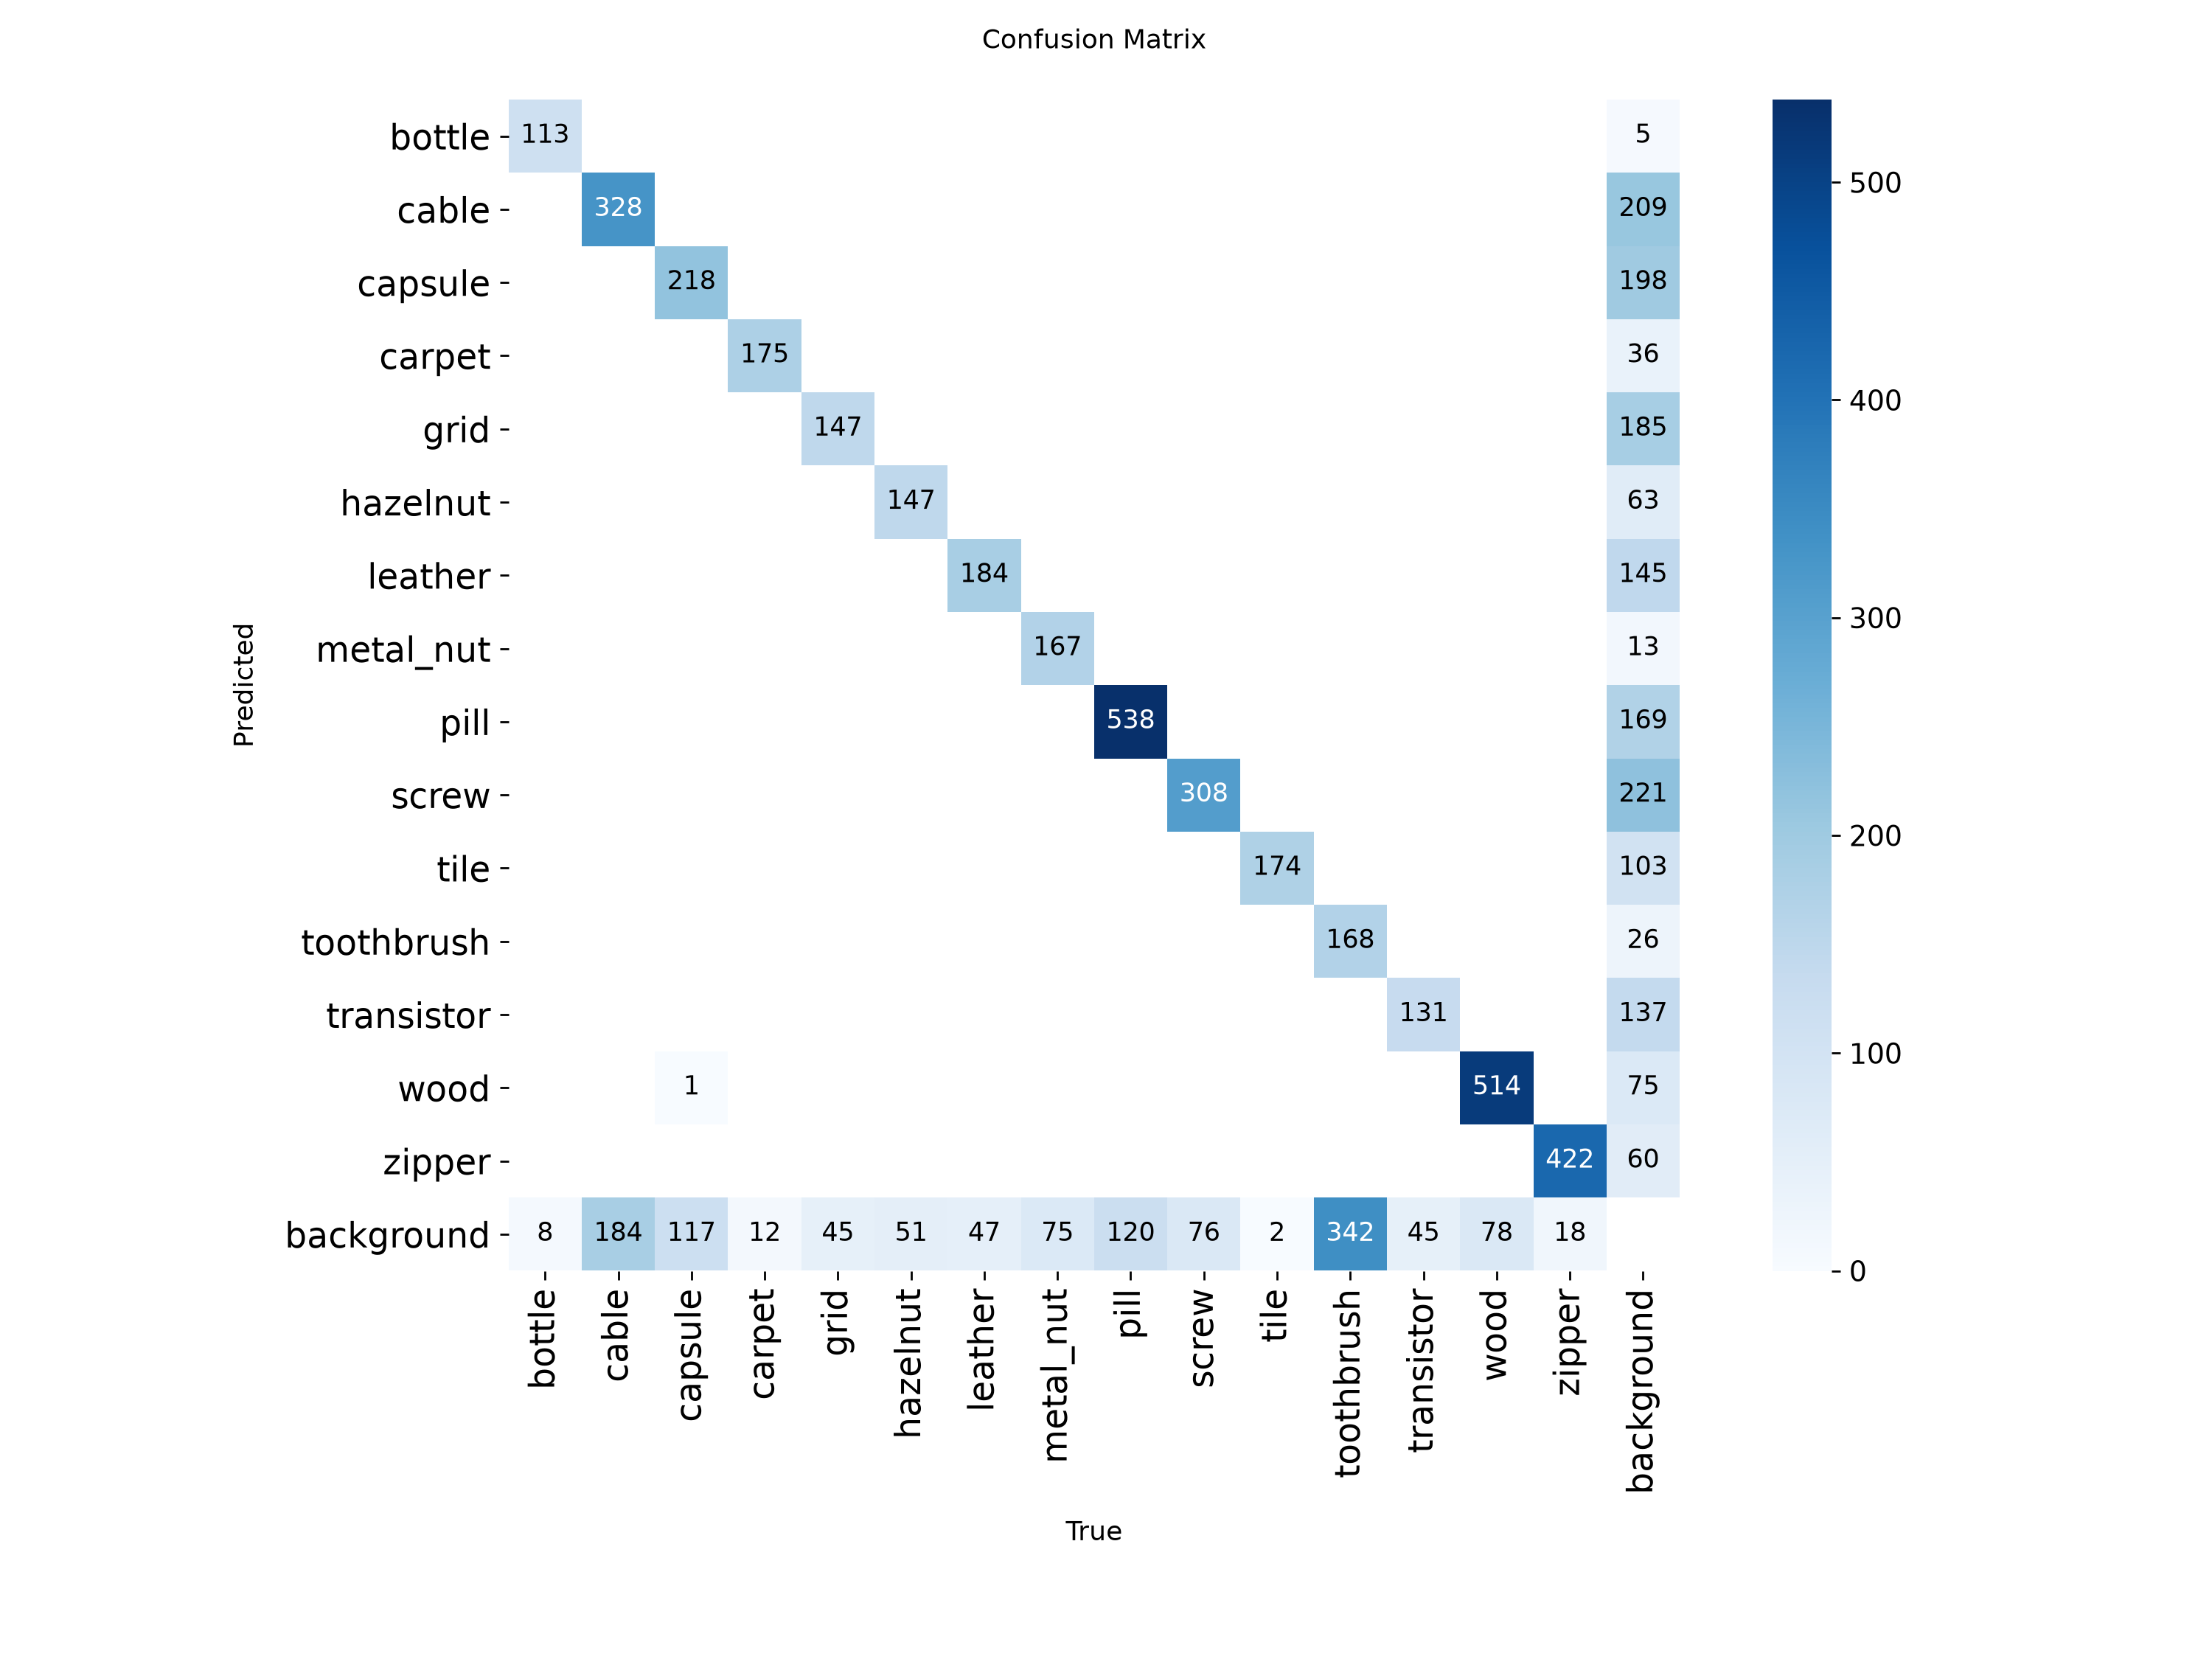 Confusion Matrix
bottle 113 5
cable 328 209
capsule 218 198
carpet 175 36
grid 147 185
hazelnut 147 63
leather 184 145
metal_nut 167 13
pill 538 169
screw 308 221
tile 174 103
toothbrush 168 26
transistor 131 137
wood 1 514 75
zipper 422 60
background 8 184 117 12 45 51 47 75 120 76 2 342 45 78 18
bottle
cable
capsule
carpet
grid
hazelnut
leather
metal_nut
pill
screw
tile
toothbrush
transistor
wood
zipper
background
True
Predicted
500
400
300
200
100
0